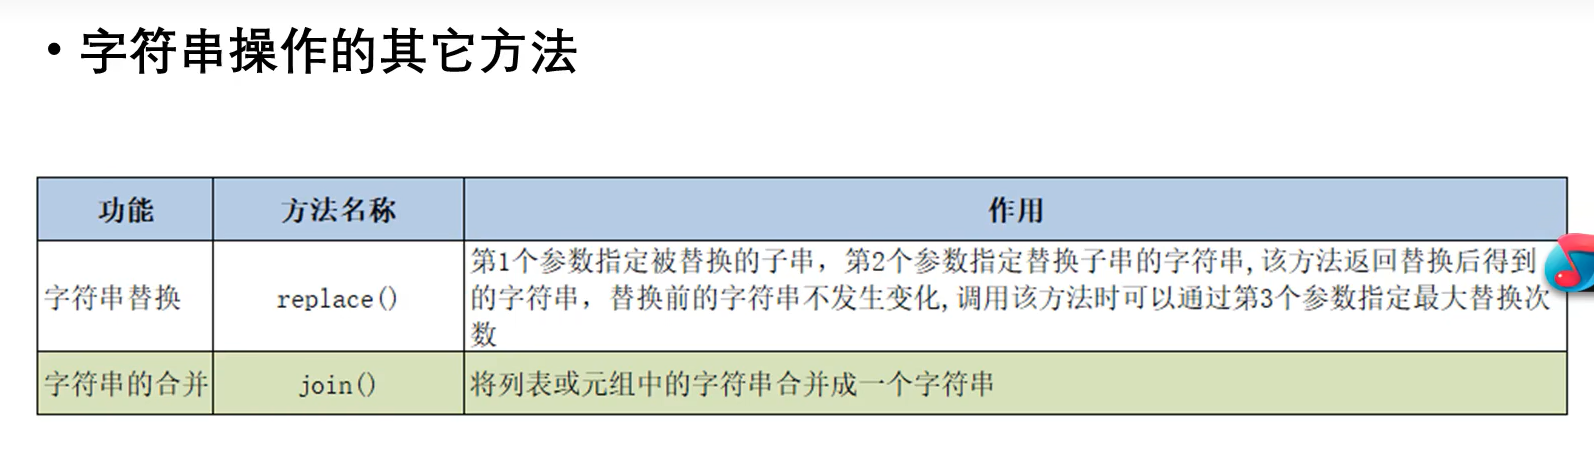 • 字符串操作的其它方法
功能 方法名称 作用
第1个参数指定被替换的子串，第2个参数指定替换子串的字符串,该方法返回替换后得到
字符串替换 replace() 的字符串，替换前的字符串不发生变化,调用该方法时可以通过第3个参数指定最大替换次
数
字符串的合并 join() 将列表或元组中的字符串合并成一个字符串